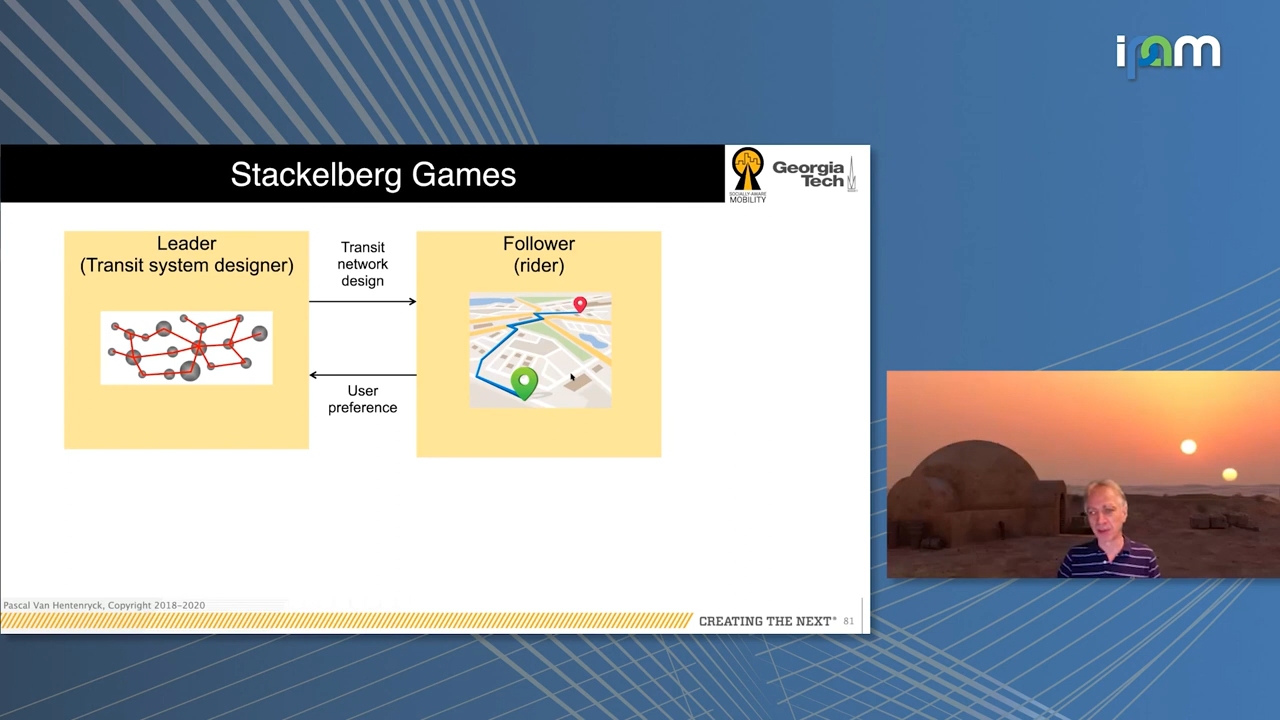 ipam
Stackelberg Games
SOCIALLY AWARE
MOBILITY
Georgia
Tech
Leader
(Transit system designer)
Transit
network
design
Follower
(rider)
User
preference
Pascal Van Hentenryck, Copyright 2018-2020
CREATING THE NEXT®
81